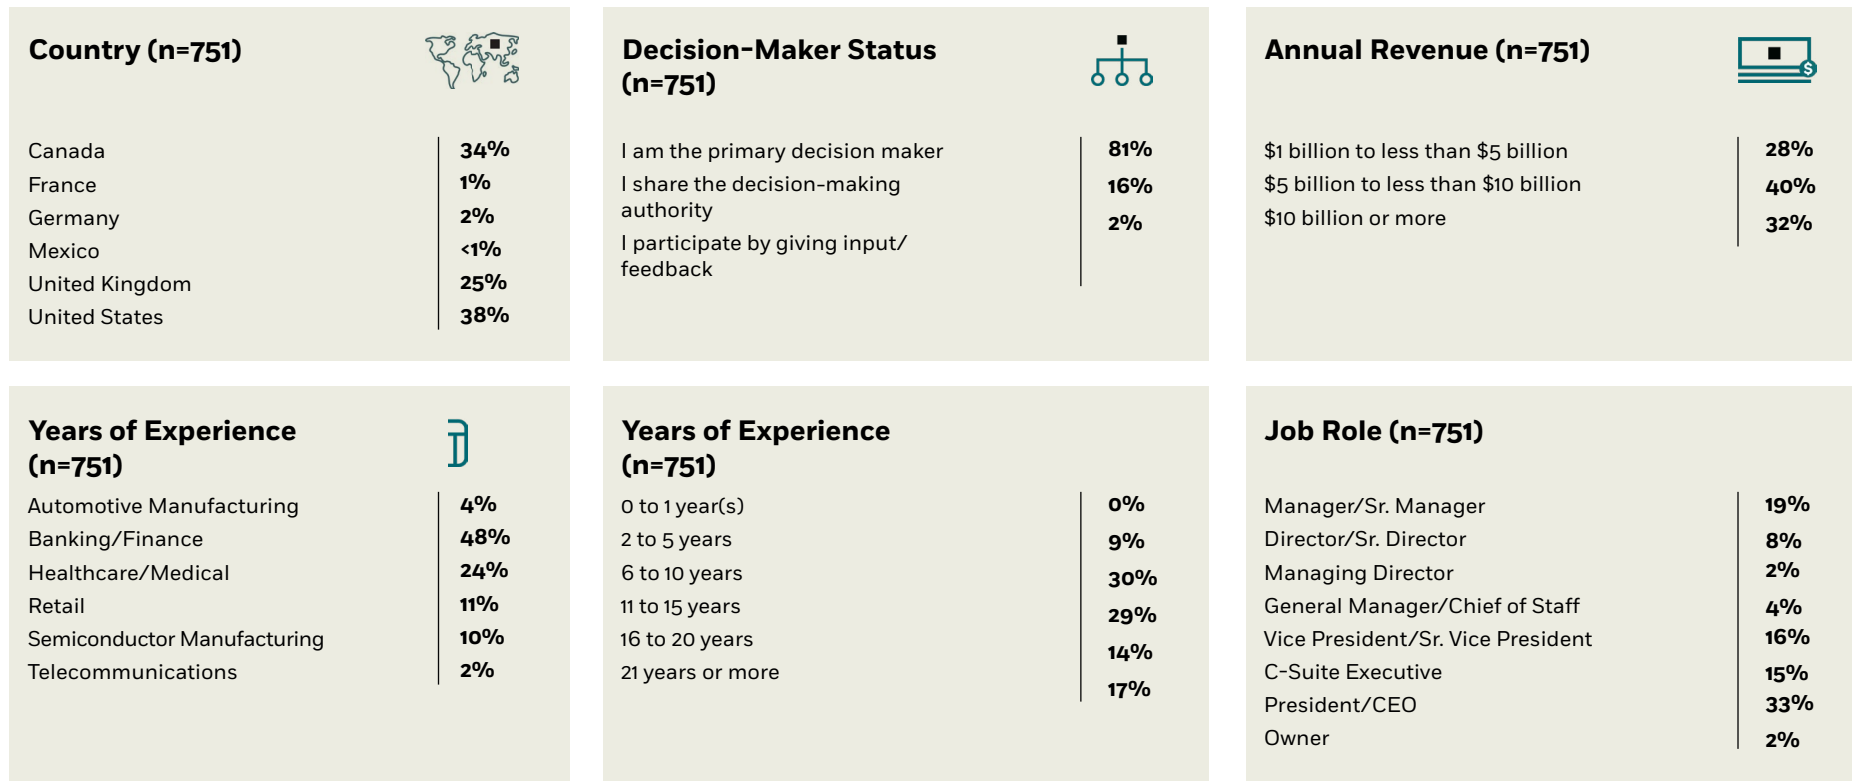 Country (n=751)
Canada 34%
France 1%
Germany 2%
Mexico <1%
United Kingdom 25%
United States 38%
Decision-Maker Status
(n=751)
I am the primary decision maker 81%
I share the decision-making
authority 16%
I participate by giving input/
feedback 2%
Annual Revenue (n=751)
$
$1 billion to less than $5 billion 28%
$5 billion to less than $10 billion 40%
$10 billion or more 32%
Years of Experience
(n=751)
Automotive Manufacturing 4%
Banking/Finance 48%
Healthcare/Medical 24%
Retail 11%
Semiconductor Manufacturing 10%
Telecommunications 2%
Years of Experience
(n=751)
0 to 1 year(s) 0%
2 to 5 years 9%
6 to 10 years 30%
11 to 15 years 29%
16 to 20 years 14%
21 years or more 17%
Job Role (n=751)
Manager/Sr. Manager 19%
Director/Sr. Director 8%
Managing Director 2%
General Manager/Chief of Staff 4%
Vice President/Sr. Vice President 16%
C-Suite Executive 15%
President/CEO 33%
Owner 2%